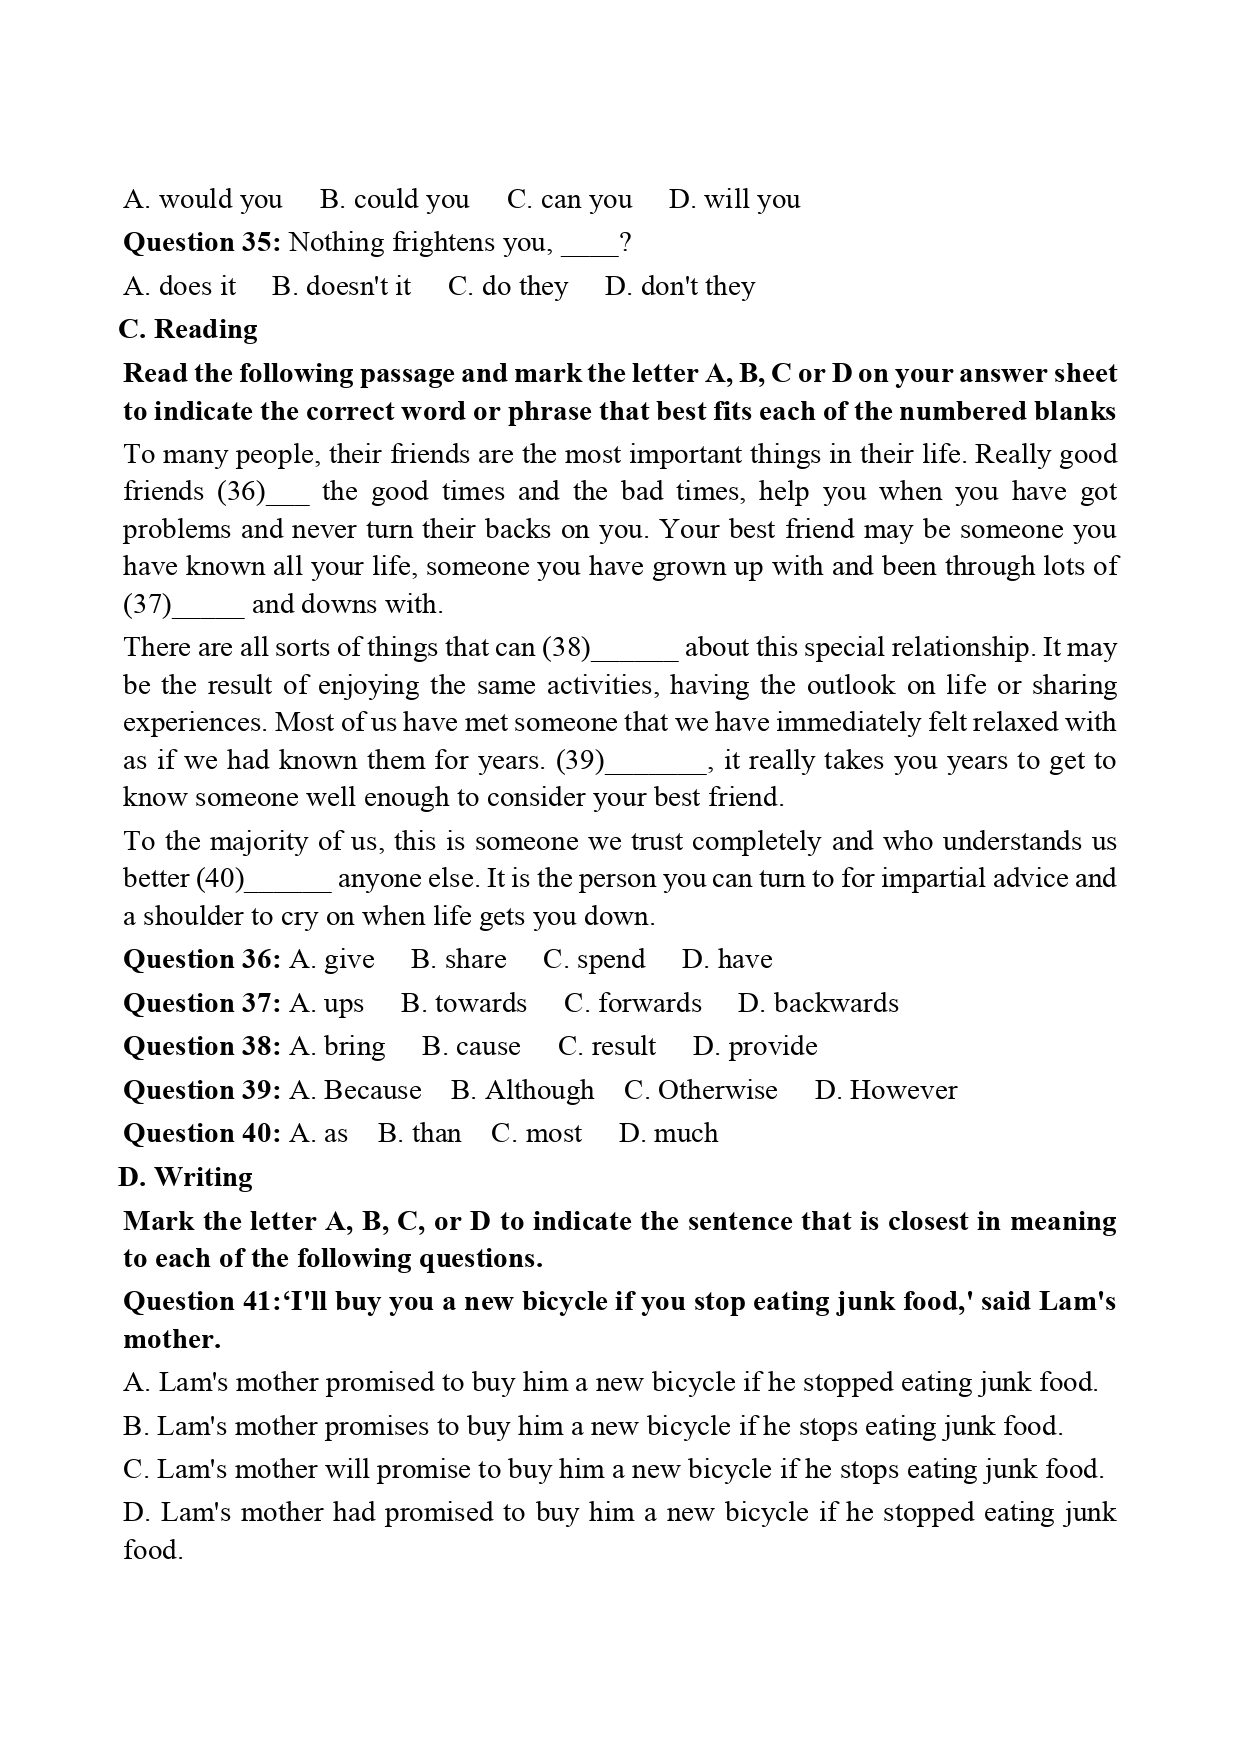 A. would you B. could you C. can you D. will you
Question 35: Nothing frightens you, ____?
A. does it B. doesn't it C. do they D. don't they
C. Reading
Read the following passage and mark the letter A, B, C or D on your answer sheet
to indicate the correct word or phrase that best fits each of the numbered blanks
To many people, their friends are the most important things in their life. Really good
friends (36)___ the good times and the bad times, help you when you have got
problems and never turn their backs on you. Your best friend may be someone you
have known all your life, someone you have grown up with and been through lots of
(37)_____ and downs with.
There are all sorts of things that can (38)______ about this special relationship. It may
be the result of enjoying the same activities, having the outlook on life or sharing
experiences. Most of us have met someone that we have immediately felt relaxed with
as if we had known them for years. (39)_______, it really takes you years to get to
know someone well enough to consider your best friend.
To the majority of us, this is someone we trust completely and who understands us
better (40)______ anyone else. It is the person you can turn to for impartial advice and
a shoulder to cry on when life gets you down.
Question 36: A. give B. share C. spend D. have
Question 37: A. ups B. towards C. forwards D. backwards
Question 38: A. bring B. cause C. result D. provide
Question 39: A. Because B. Although C. Otherwise D. However
Question 40: A. as B. than C. most D. much
D. Writing
Mark the letter A, B, C, or D to indicate the sentence that is closest in meaning
to each of the following questions.
Question 41:‘I'll buy you a new bicycle if you stop eating junk food,' said Lam's
mother.
A. Lam's mother promised to buy him a new bicycle if he stopped eating junk food.
B. Lam's mother promises to buy him a new bicycle if he stops eating junk food.
C. Lam's mother will promise to buy him a new bicycle if he stops eating junk food.
D. Lam's mother had promised to buy him a new bicycle if he stopped eating junk
food.